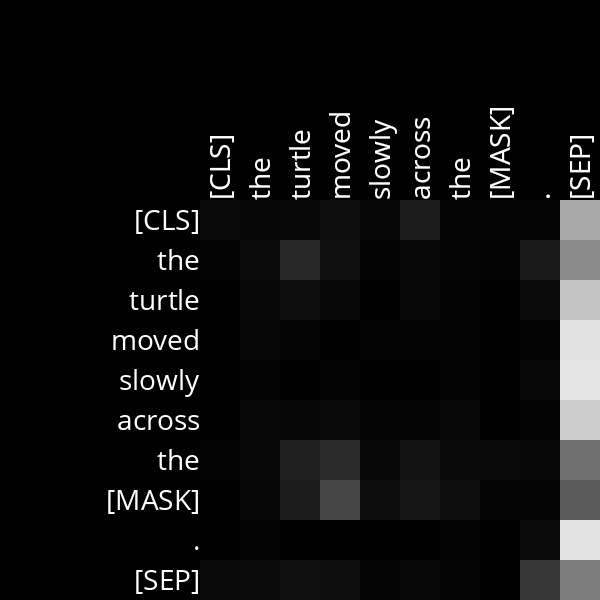 [CLS] the turtle moved slowly across the [MASK] . [SEP]
[CLS]
the
turtle
moved
slowly
across
the
[MASK]
.
[SEP]